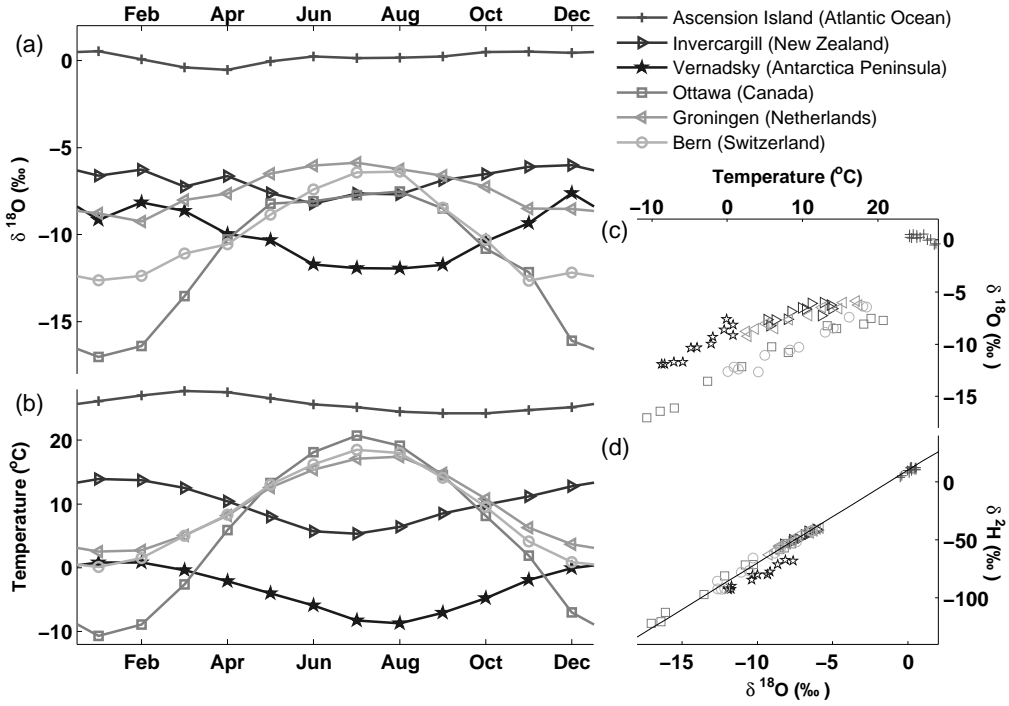 Feb Apr Jun Aug Oct Dec
(a)
0
−5
−10
−15
δ 18O (‰)
Ascension Island (Atlantic Ocean)
Invercargill (New Zealand)
Vernadsky (Antarctica Peninsula)
Ottawa (Canada)
Groningen (Netherlands)
Bern (Switzerland)
Temperature (oC)
−10 0 10 20
(c)
0
−5
−10
−15
δ 18O (‰)
(b)
20
10
0
−10
Temperature (oC)
Feb Apr Jun Aug Oct Dec
(d)
0
−50
−100
δ 2H (‰)
−15 −10 −5 0
δ 18O (‰)